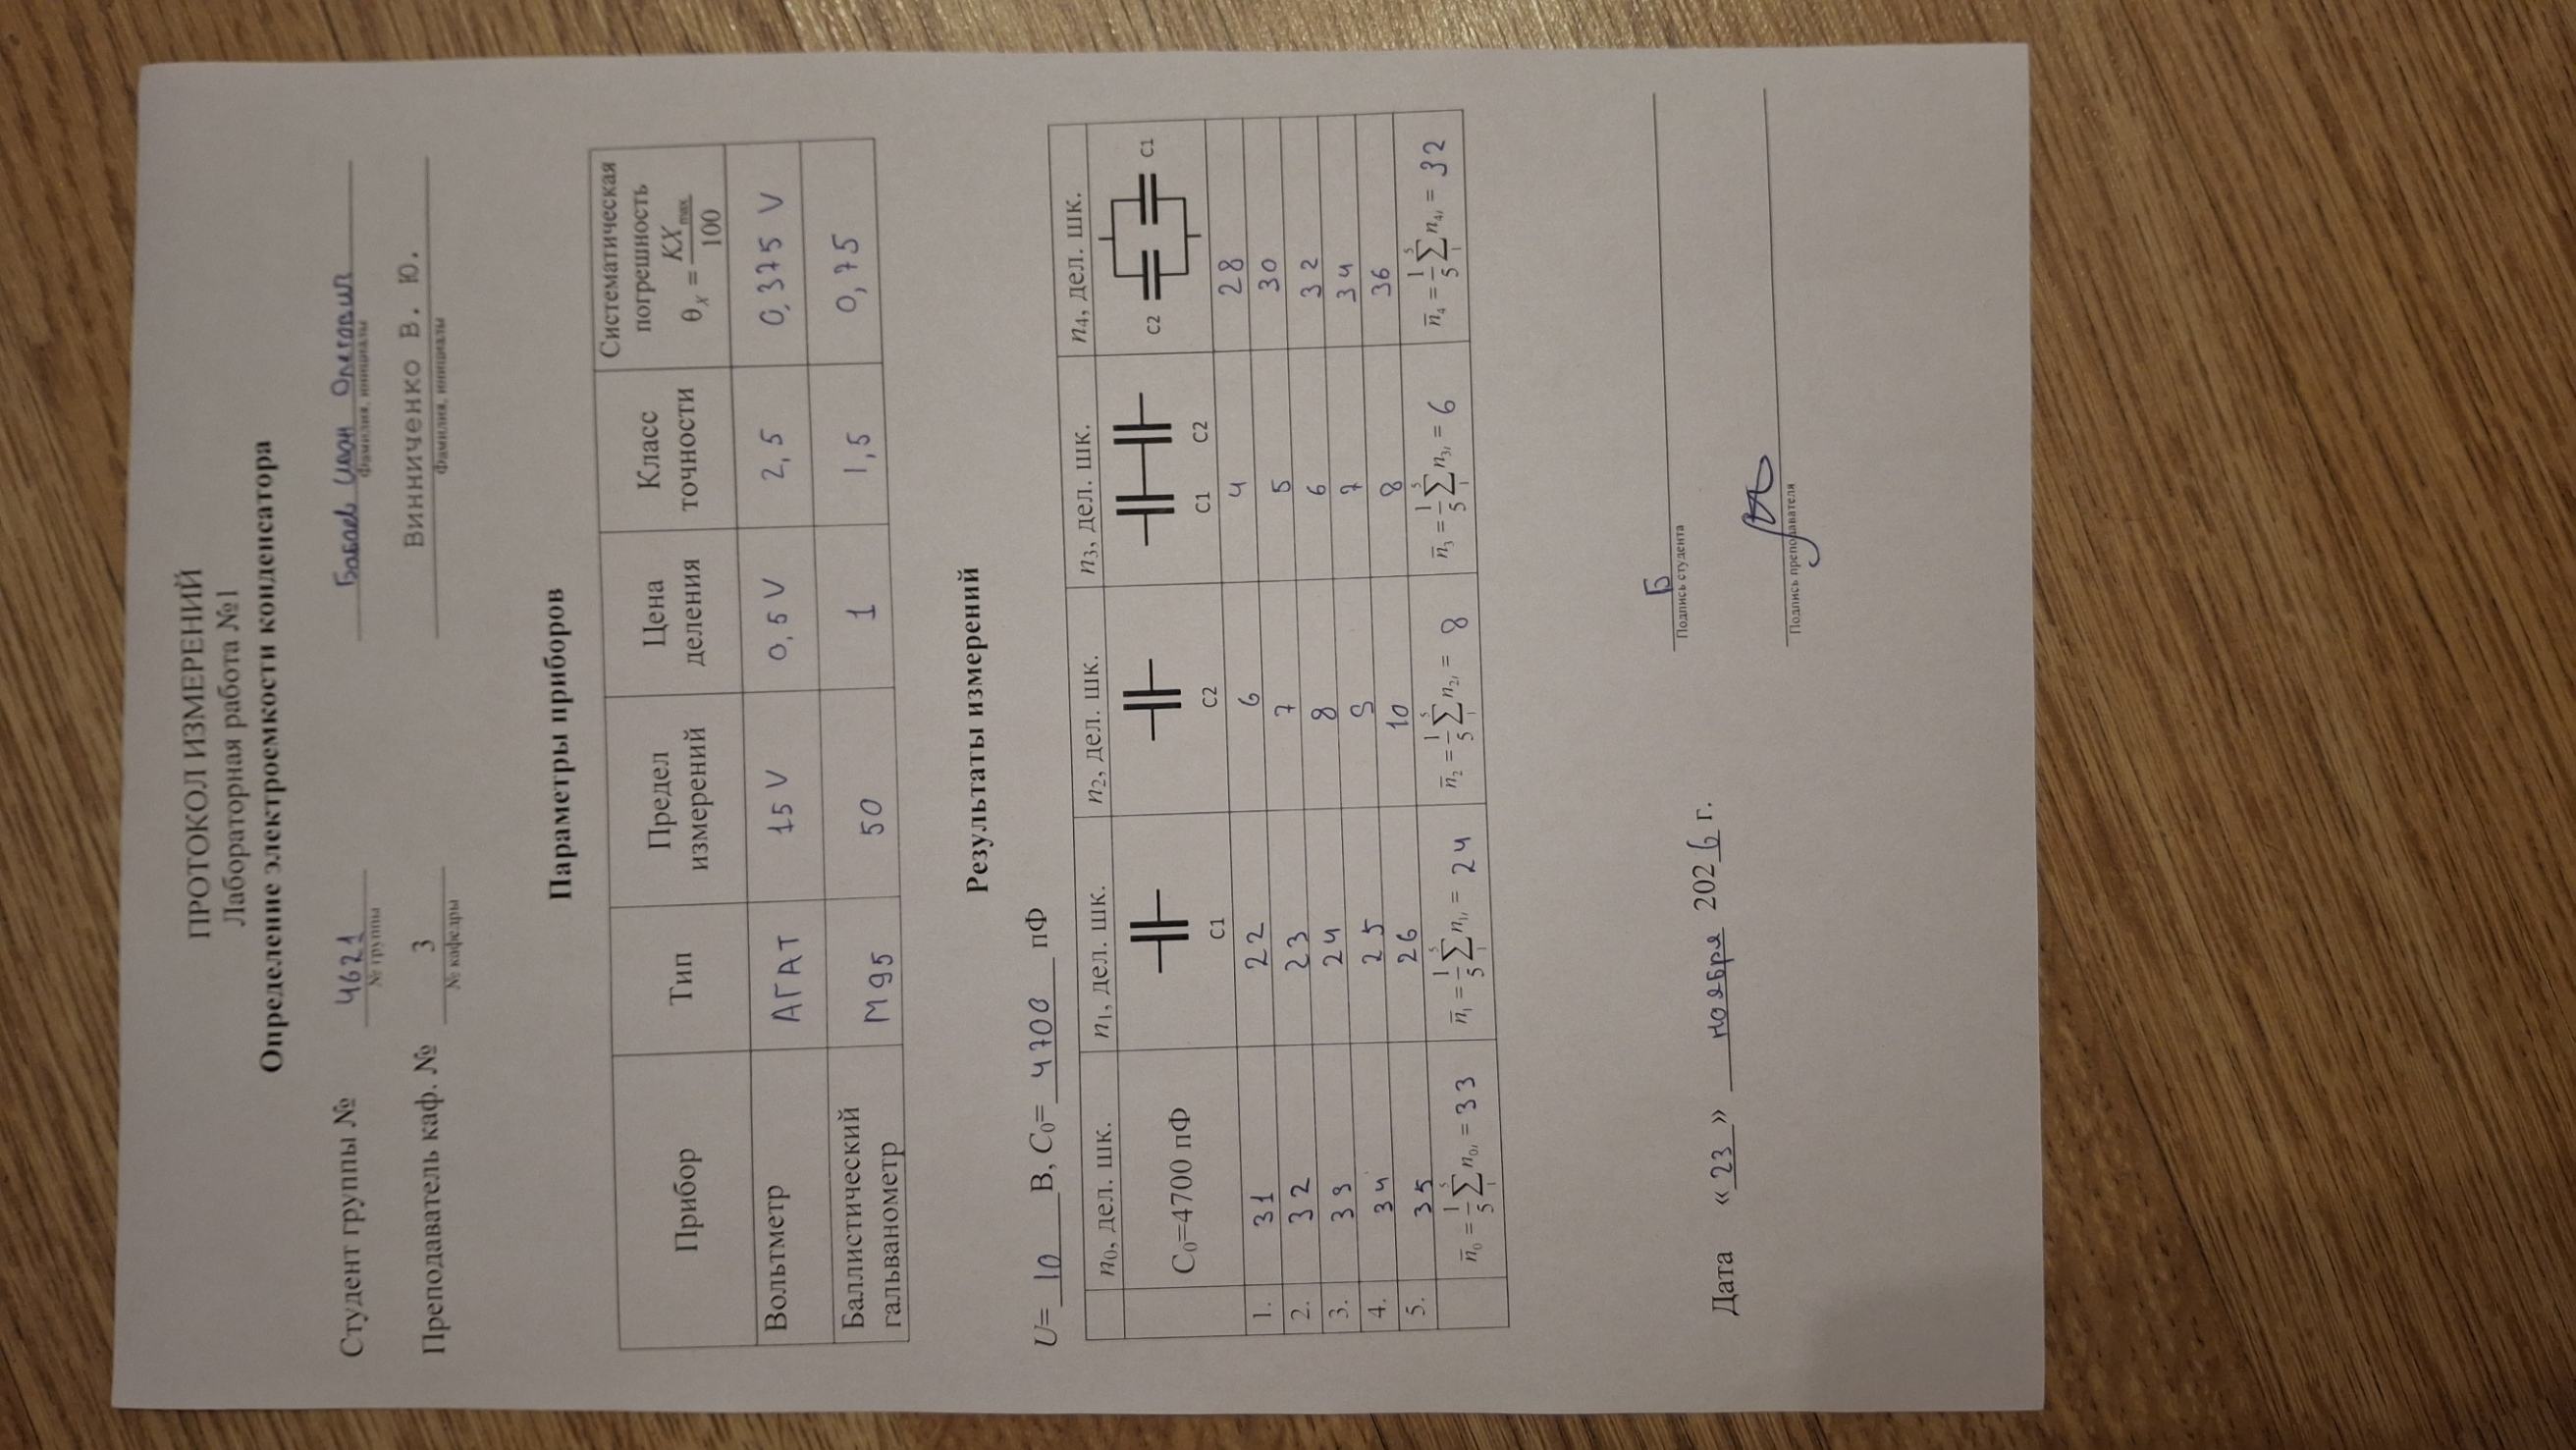 ПРОТОКОЛ ИЗМЕРЕНИЙ
Лабораторная работа №1
Определение электроемкости конденсатора
Студент группы № 4621 Бабаев Иван Олегович
№ группы Фамилия, инициалы
Преподаватель каф. № 3 Винниченко В. Ю.
№ кафедры Фамилия, инициалы
Параметры приборов
Прибор Тип Предел измерений Цена деления Класс точности Систематическая погрешность θX = KXmax / 100
Вольтметр АГАТ 15 V 0,5 V 2,5 0,375 V
Баллистический гальванометр М95 50 1 1,5 0,75
Результаты измерений
U= 10 В, C0= 4700 пФ
n0, дел. шк. n1, дел. шк. n2, дел. шк. n3, дел. шк. n4, дел. шк.
C0=4700 пФ C1 C2 C1 C2 C2 C1
1. 31 22 6 4 28
2. 32 23 7 5 30
3. 33 24 8 6 32
4. 34 25 9 7 34
5. 35 26 10 8 36
n̄0 = 1/5 ∑ n0i = 33 n̄1 = 1/5 ∑ n1i = 24 n̄2 = 1/5 ∑ n2i = 8 n̄3 = 1/5 ∑ n3i = 6 n̄4 = 1/5 ∑ n4i = 32
Б
Подпись студента
Дата «23» ноября 2026 г.
Подпись преподавателя